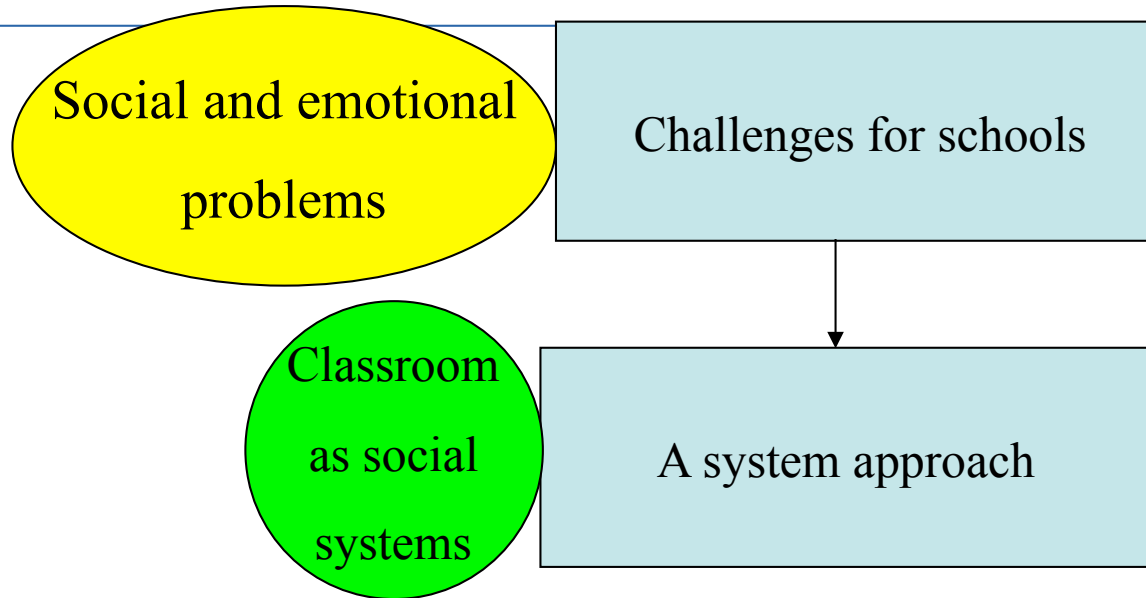 Social and emotional
problems
Challenges for schools
Classroom
as social
systems
A system approach